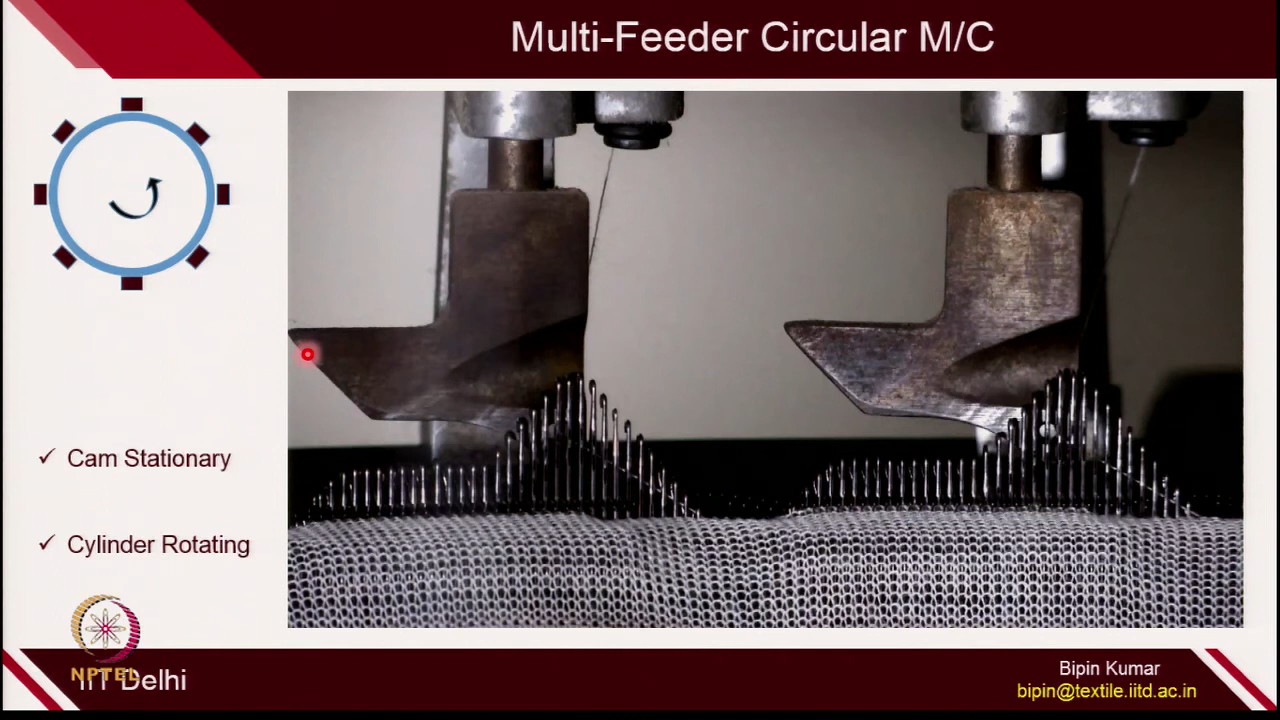 Multi-Feeder Circular M/C
✓ Cam Stationary
✓ Cylinder Rotating
NPTEL
IIT Delhi
Bipin Kumar
bipin@textile.iitd.ac.in